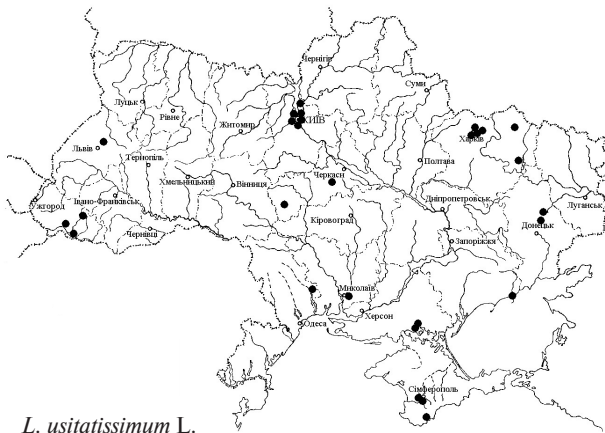 Чернігів
Суми
Луцьк
Рівне
КИЇВ
Житомир
Харків
Львів
Тернопіль
Полтава
Хмельницький
Вінниця
Черкаси
Ужгород
Івано-Франківськ
Дніпропетровськ
Луганськ
Кіровоград
Донецьк
Чернівці
Запоріжжя
Миколаїв
Херсон
Одеса
Сімферополь
L. usitatissimum L.